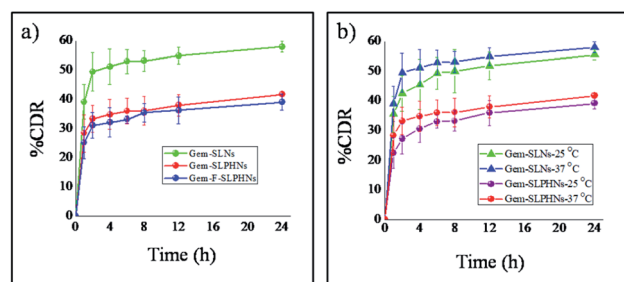 a)
60
50
40
30
20
10
0
%CDR
Gem-SLNs
Gem-SLPHNs
Gem-F-SLPHNs
0 4 8 12 16 20 24
Time (h)
b)
60
50
40
30
20
10
0
%CDR
Gem-SLNs-25 °C
Gem-SLNs-37 °C
Gem-SLPHNs-25 °C
Gem-SLPHNs-37 °C
0 4 8 12 16 20 24
Time (h)